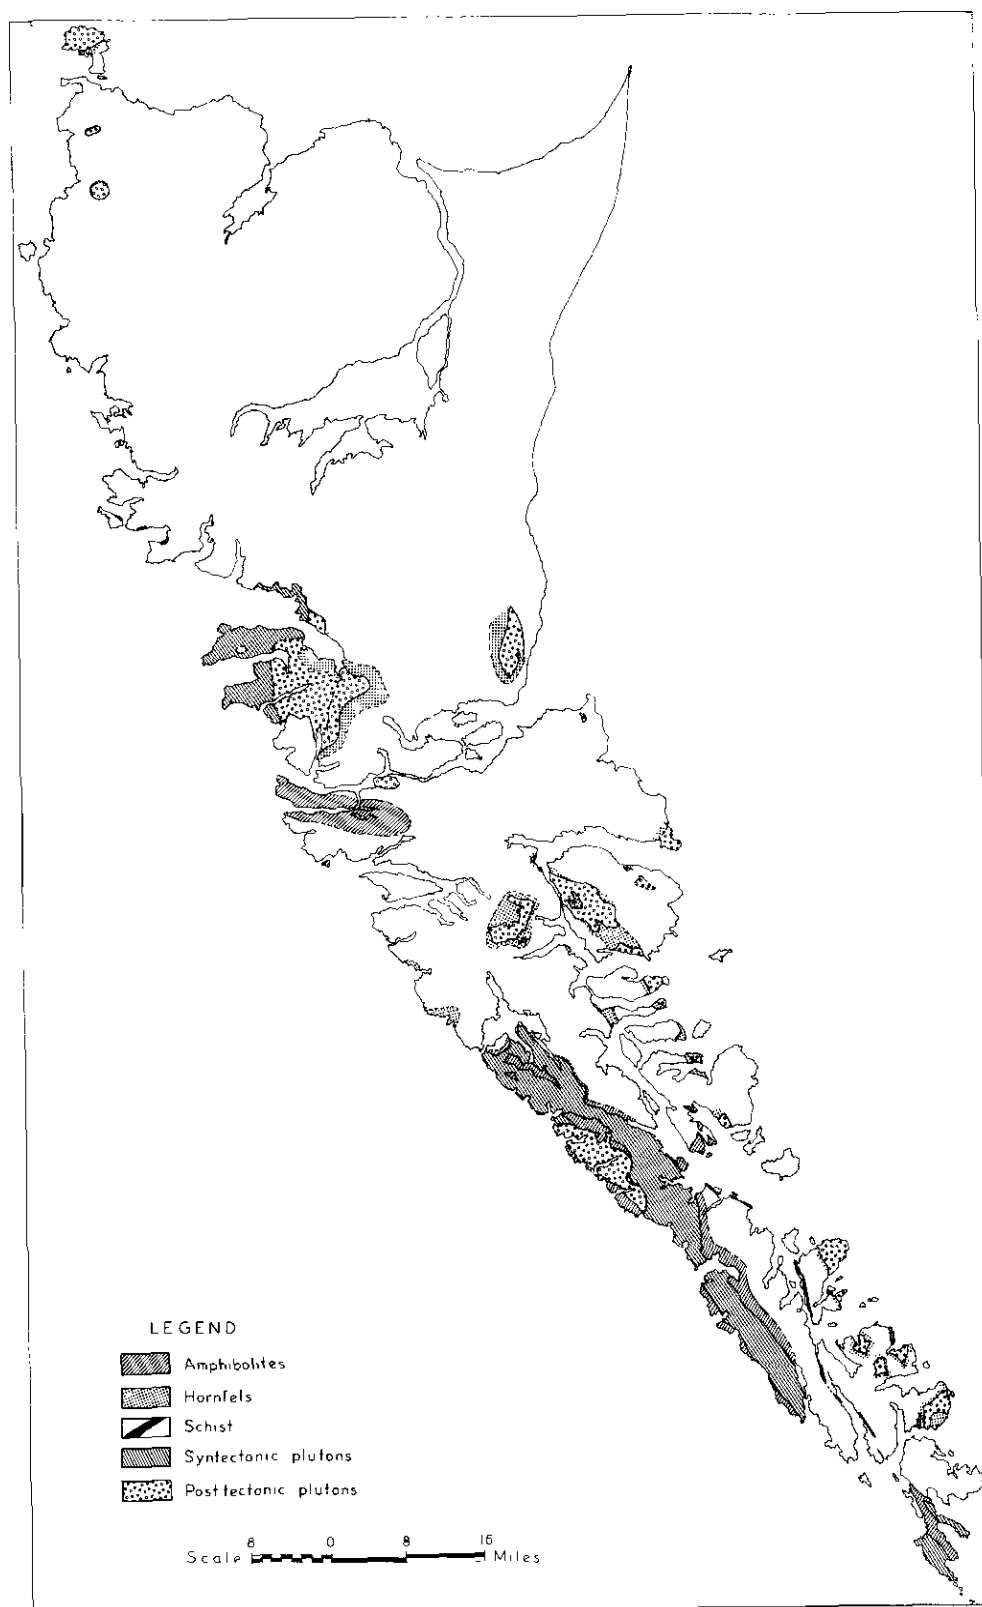 LEGEND
Amphibolites
Hornfels
Schist
Syntectonic plutons
Posttectonic plutons
8 0 8 16
Scale Miles